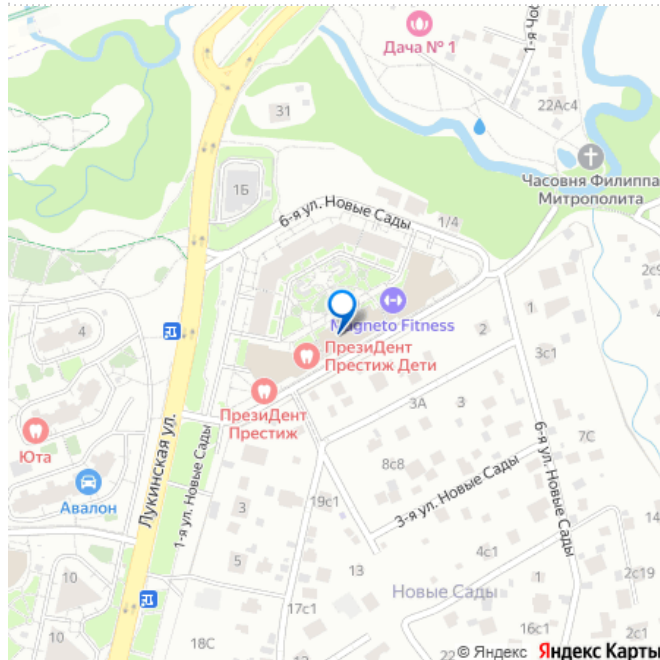 Дача № 1
1-я Чоб
22Ас4
31
Часовня Филиппа
Митрополита
1Б
6-я ул. Новые Сады
1/4
2с9
1
Magneto Fitness
2
4
ПрезиДент
Престиж Дети
3с1
ПрезиДент
Престиж
3А
3
Юта
7С
Лукинская ул.
1-я ул. Новые Сады
8с8
6-я ул. Новые Сады
Авалон
3-я ул. Новые Сады
19с1
3
14
4с1
5
13
1
2с19
10
Новые Сады
17с1
10
18С
16с1
22
© Яндекс Яндекс Карты